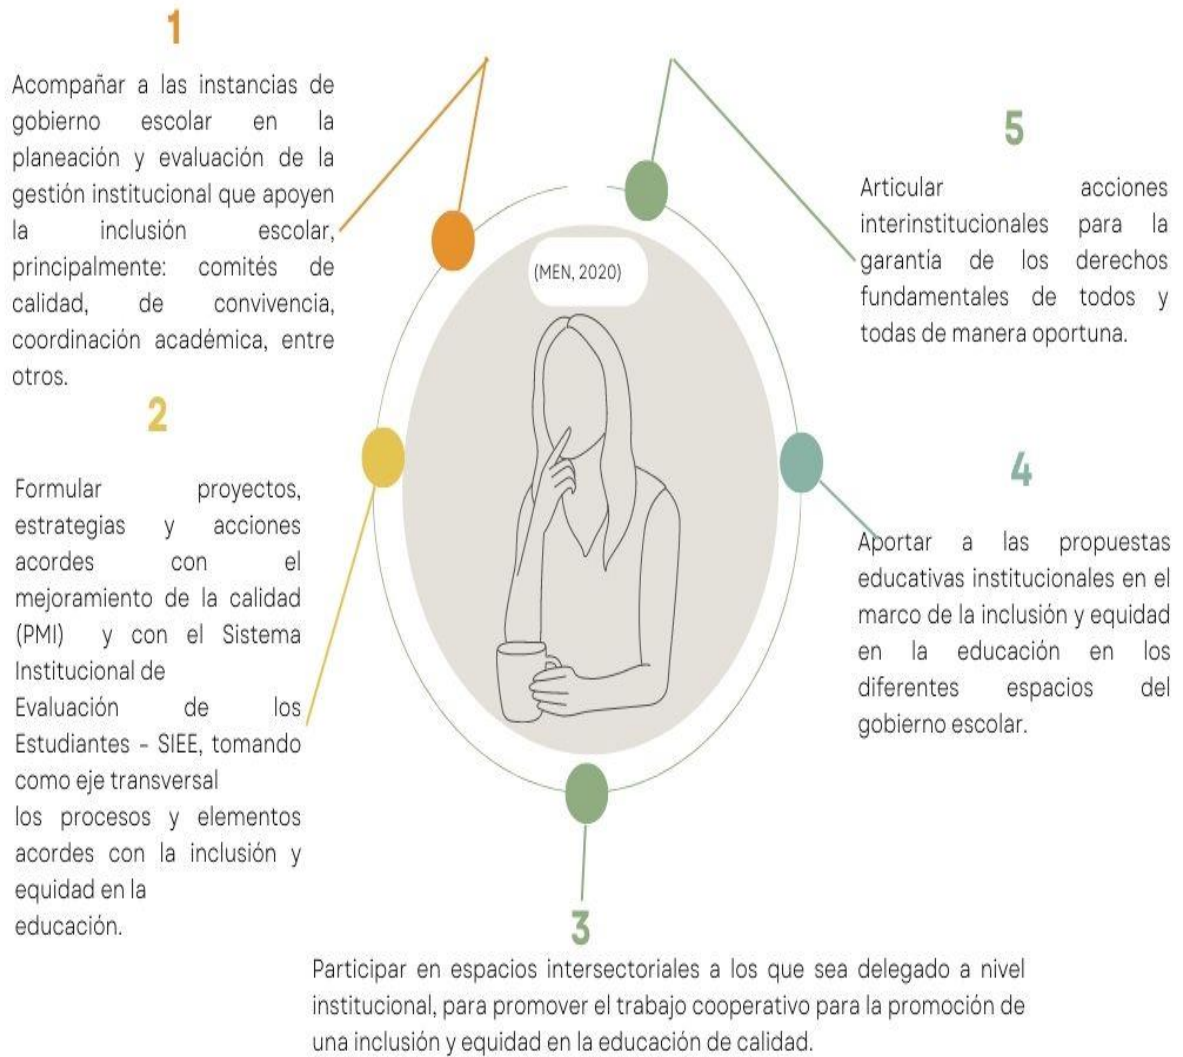 1
Acompañar a las instancias de
gobierno escolar en la
planeación y evaluación de la
gestión institucional que apoyen
la inclusión escolar,
principalmente: comités de
calidad, de convivencia,
coordinación académica, entre
otros.
2
Formular proyectos,
estrategias y acciones
acordes con el
mejoramiento de la calidad
(PMI) y con el Sistema
Institucional de
Evaluación de los
Estudiantes - SIEE, tomando
como eje transversal
los procesos y elementos
acordes con la inclusión y
equidad en la
educación.
(MEN, 2020)
3
Participar en espacios intersectoriales a los que sea delegado a nivel
institucional, para promover el trabajo cooperativo para la promoción de
una inclusión y equidad en la educación de calidad.
4
Aportar a las propuestas
educativas institucionales en el
marco de la inclusión y equidad
en la educación en los
diferentes espacios del
gobierno escolar.
5
Articular acciones
interinstitucionales para la
garantía de los derechos
fundamentales de todos y
todas de manera oportuna.